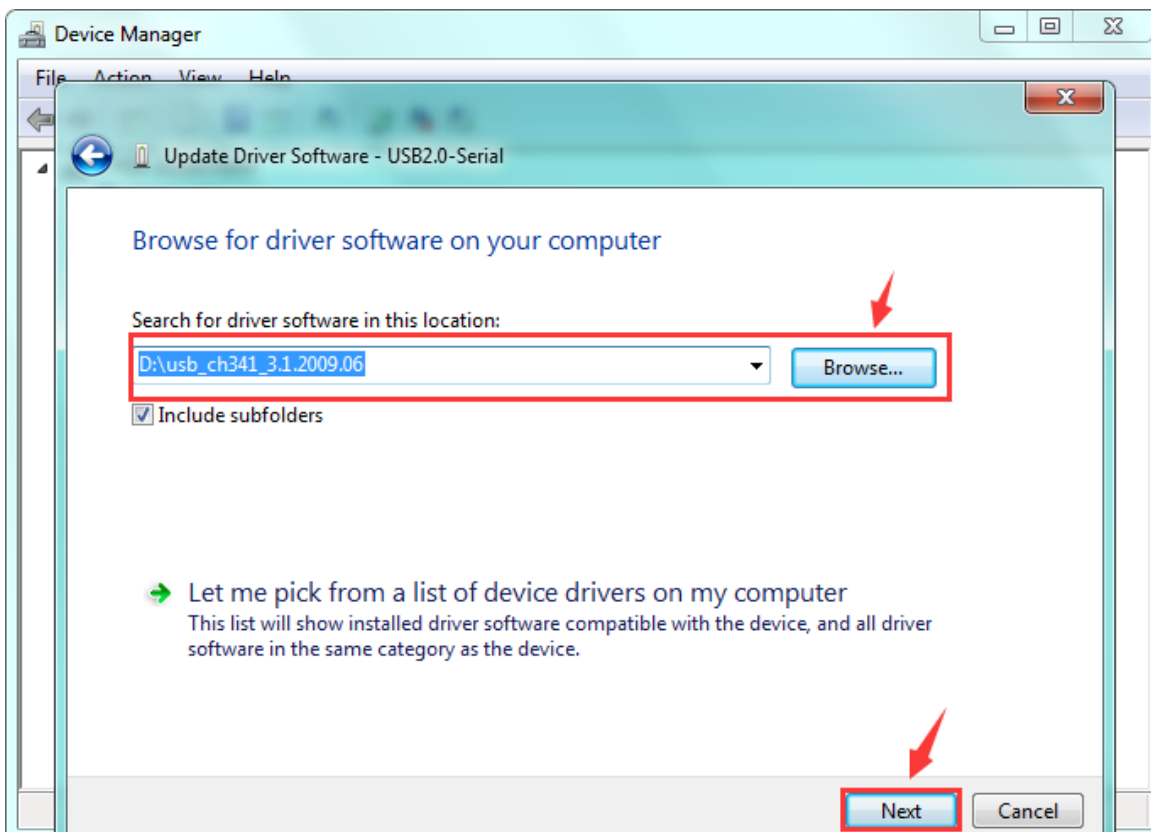 Device Manager
File Action View Help
Update Driver Software - USB2.0-Serial
Browse for driver software on your computer
Search for driver software in this location:
D:\usb_ch341_3.1.2009.06
Browse...
Include subfolders
Let me pick from a list of device drivers on my computer
This list will show installed driver software compatible with the device, and all driver
software in the same category as the device.
Next Cancel